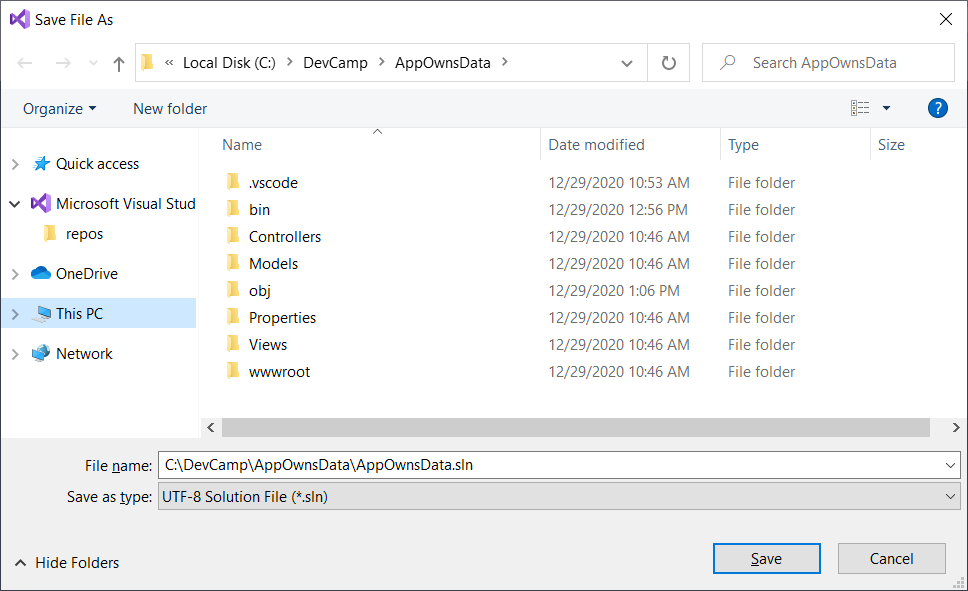 Save File As
« Local Disk (C:) > DevCamp > AppOwnsData >
Search AppOwnsData
Organize
New folder
?
Name Date modified Type Size
Quick access
Microsoft Visual Stud
repos
OneDrive
This PC
Network
.vscode 12/29/2020 10:53 AM File folder
bin 12/29/2020 12:56 PM File folder
Controllers 12/29/2020 10:46 AM File folder
Models 12/29/2020 10:46 AM File folder
obj 12/29/2020 1:06 PM File folder
Properties 12/29/2020 10:46 AM File folder
Views 12/29/2020 10:46 AM File folder
wwwroot 12/29/2020 10:46 AM File folder
File name: C:\DevCamp\AppOwnsData\AppOwnsData.sln
Save as type: UTF-8 Solution File (*.sln)
Hide Folders
Save
Cancel